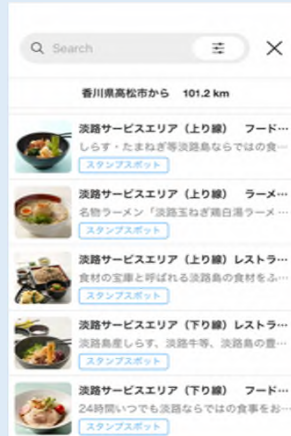 Search
香川県高松市から 101.2 km
淡路サービスエリア（上り線） フード…
しらす・たまねぎ等淡路島ならではの食…
スタンプスポット
淡路サービスエリア（上り線） ラーメ…
名物ラーメン「淡路玉ねぎ鶏白湯ラーメ…
スタンプスポット
淡路サービスエリア（上り線）レストラ…
食材の宝庫と呼ばれる淡路島の食材をふ…
スタンプスポット
淡路サービスエリア（下り線）レストラ…
淡路島産しらす、淡路牛等、淡路島の豊…
スタンプスポット
淡路サービスエリア（下り線） フード…
24時間いつでも淡路ならではの食事をお…
スタンプスポット